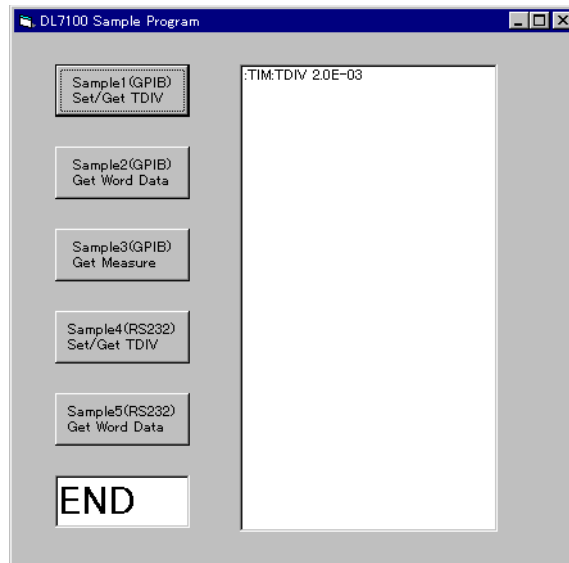 DL7100 Sample Program
Sample1(GPIB)
Set/Get TDIV
:TIM:TDIV 2.0E-03
Sample2(GPIB)
Get Word Data
Sample3(GPIB)
Get Measure
Sample4(RS232)
Set/Get TDIV
Sample5(RS232)
Get Word Data
END